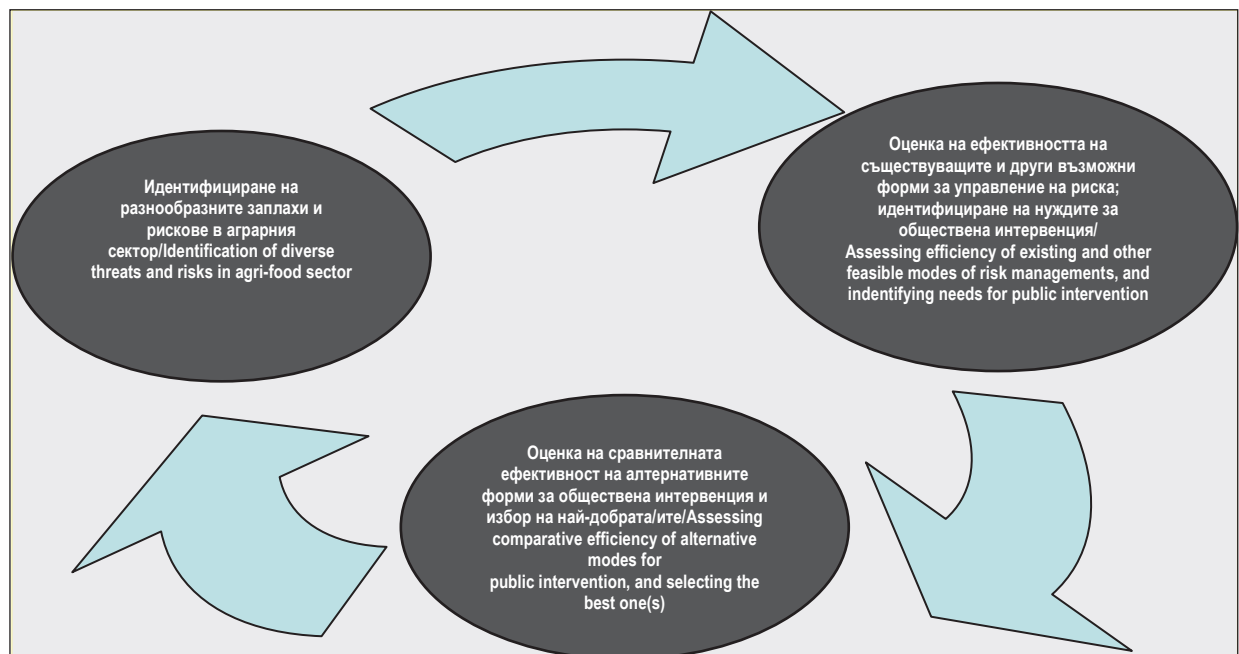 Идентифициране на
разнообразните заплахи и
рискове в аграрния
сектор/Identification of diverse
threats and risks in agri-food sector
Оценка на ефективността на
съществуващите и други възможни
форми за управление на риска;
идентифициране на нуждите за
обществена интервенция/
Assessing efficiency of existing and other
feasible modes of risk managements, and
indentifying needs for public intervention
Оценка на сравнителната
ефективност на алтернативните
форми за обществена интервенция и
избор на най-добрата/ите/Assessing
comparative efficiency of alternative
modes for
public intervention, and selecting the
best one(s)